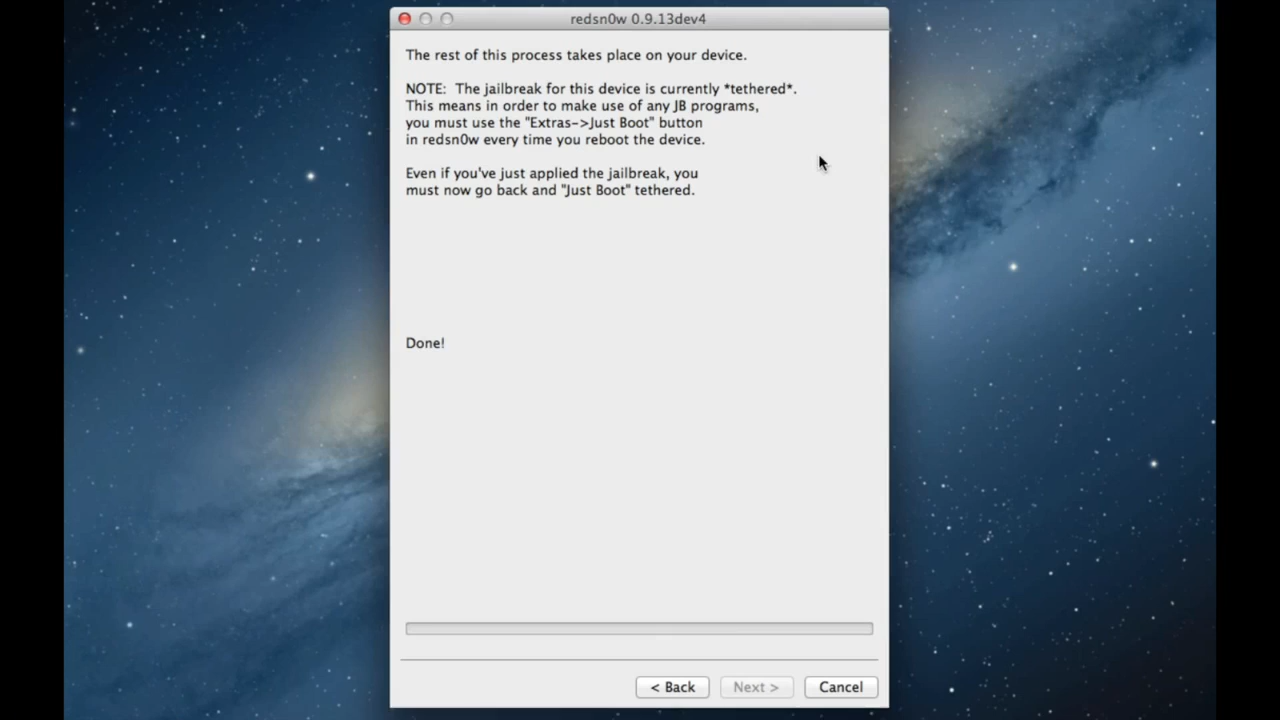 redsn0w 0.9.13dev4
The rest of this process takes place on your device.
NOTE:  The jailbreak for this device is currently *tethered*.
This means in order to make use of any JB programs,
you must use the "Extras->Just Boot" button
in redsn0w every time you reboot the device.
Even if you've just applied the jailbreak, you
must now go back and "Just Boot" tethered.
Done!
< Back
Next >
Cancel